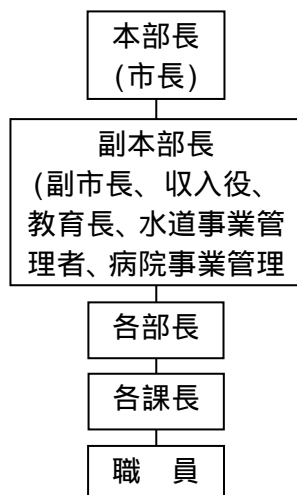 本部長
(市長)
副本部長
(副市長、収入役、
教育長、水道事業管
理者、病院事業管理
各部長
各課長
職　員